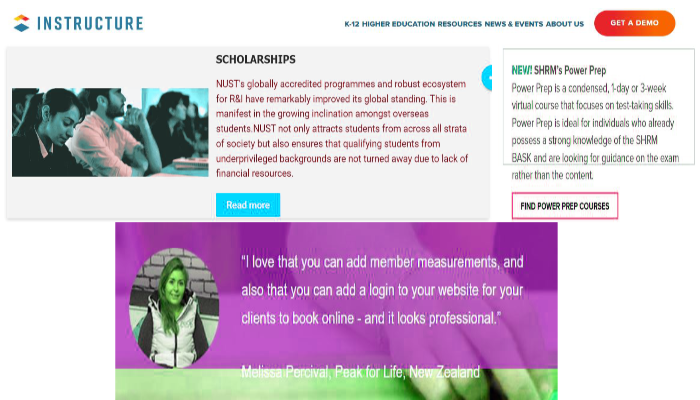 INSTRUCTURE
K-12 HIGHER EDUCATION RESOURCES NEWS & EVENTS ABOUT US
GET A DEMO
SCHOLARSHIPS
NUST's globally accredited programmes and robust ecosystem
for R&I have remarkably improved its global standing. This is
manifest in the growing inclination amongst overseas
students.NUST not only attracts students from across all strata
of society but also ensures that qualifying students from
underprivileged backgrounds are not turned away due to lack of
financial resources.
Read more
NEW! SHRM's Power Prep
Power Prep is a condensed, 1-day or 3-week
virtual course that focuses on test-taking skills.
Power Prep is ideal for individuals who already
possess a strong knowledge of the SHRM
BASK and are looking for guidance on the exam
rather than the content.
FIND POWER PREP COURSES
“I love that you can add member measurements, and
also that you can add a login to your website for your
clients to book online - and it looks professional.”
Melissa Percival, Peak for Life, New Zealand